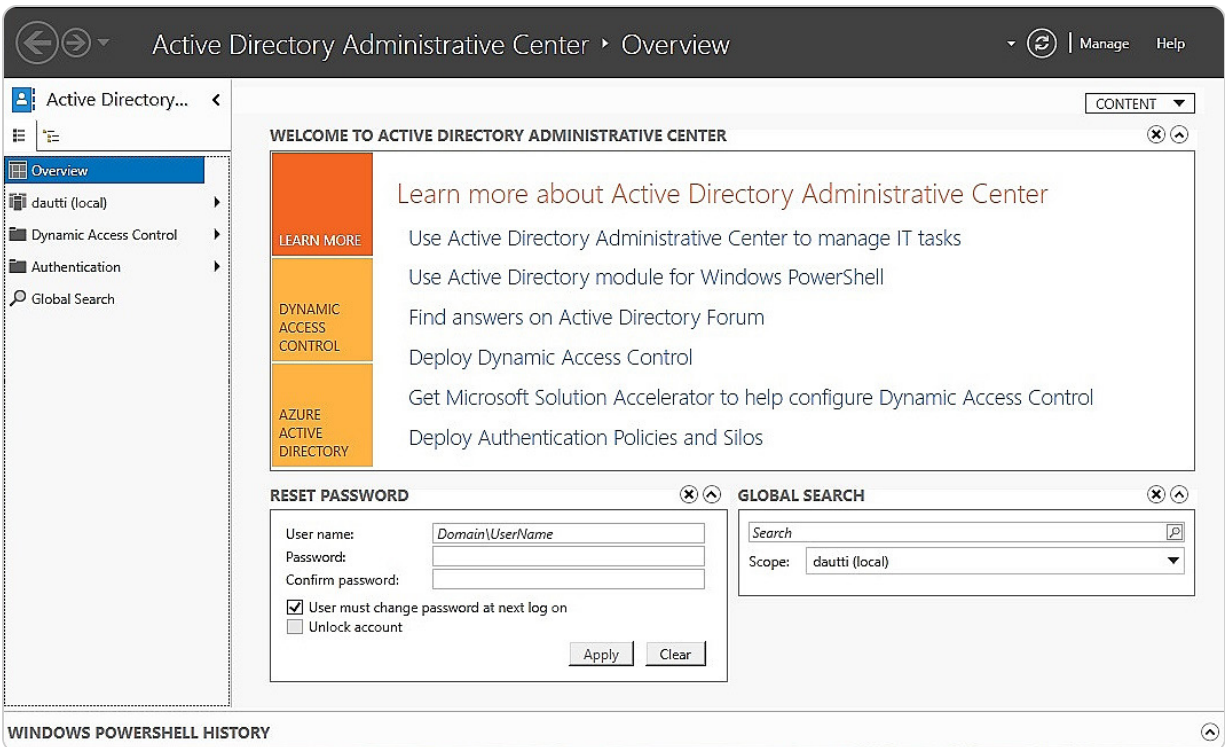 Active Directory Administrative Center ‣ Overview
Manage
Help
Active Directory...
CONTENT
Overview
dautti (local)
Dynamic Access Control
Authentication
Global Search
WELCOME TO ACTIVE DIRECTORY ADMINISTRATIVE CENTER
LEARN MORE
DYNAMIC
ACCESS
CONTROL
AZURE
ACTIVE
DIRECTORY
Learn more about Active Directory Administrative Center
Use Active Directory Administrative Center to manage IT tasks
Use Active Directory module for Windows PowerShell
Find answers on Active Directory Forum
Deploy Dynamic Access Control
Get Microsoft Solution Accelerator to help configure Dynamic Access Control
Deploy Authentication Policies and Silos
RESET PASSWORD
User name: Domain\UserName
Password:
Confirm password:
User must change password at next log on
Unlock account
Apply
Clear
GLOBAL SEARCH
Search
Scope: dautti (local)
WINDOWS POWERSHELL HISTORY